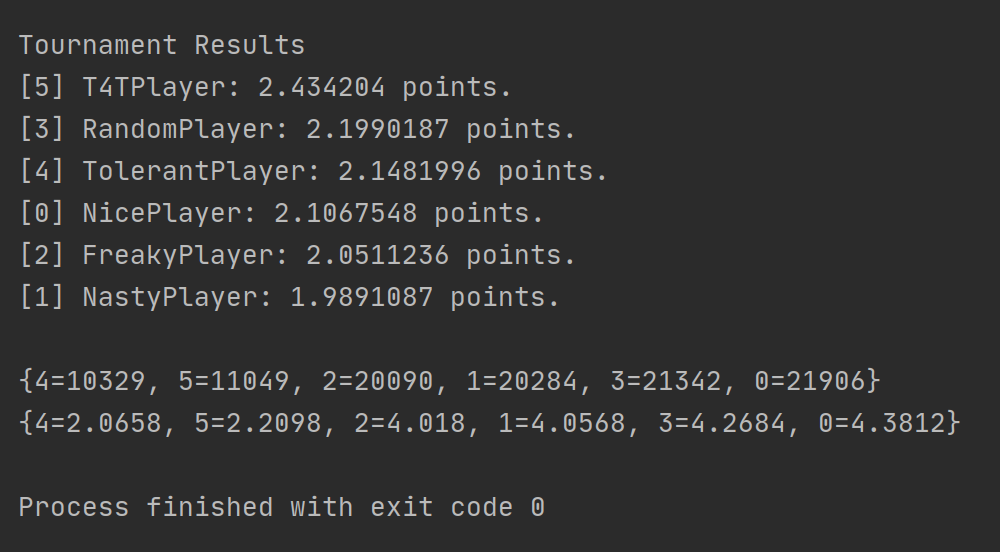 Tournament Results
[5] T4TPlayer: 2.434204 points.
[3] RandomPlayer: 2.1990187 points.
[4] TolerantPlayer: 2.1481996 points.
[0] NicePlayer: 2.1067548 points.
[2] FreakyPlayer: 2.0511236 points.
[1] NastyPlayer: 1.9891087 points.
{4=10329, 5=11049, 2=20090, 1=20284, 3=21342, 0=21906}
{4=2.0658, 5=2.2098, 2=4.018, 1=4.0568, 3=4.2684, 0=4.3812}
Process finished with exit code 0